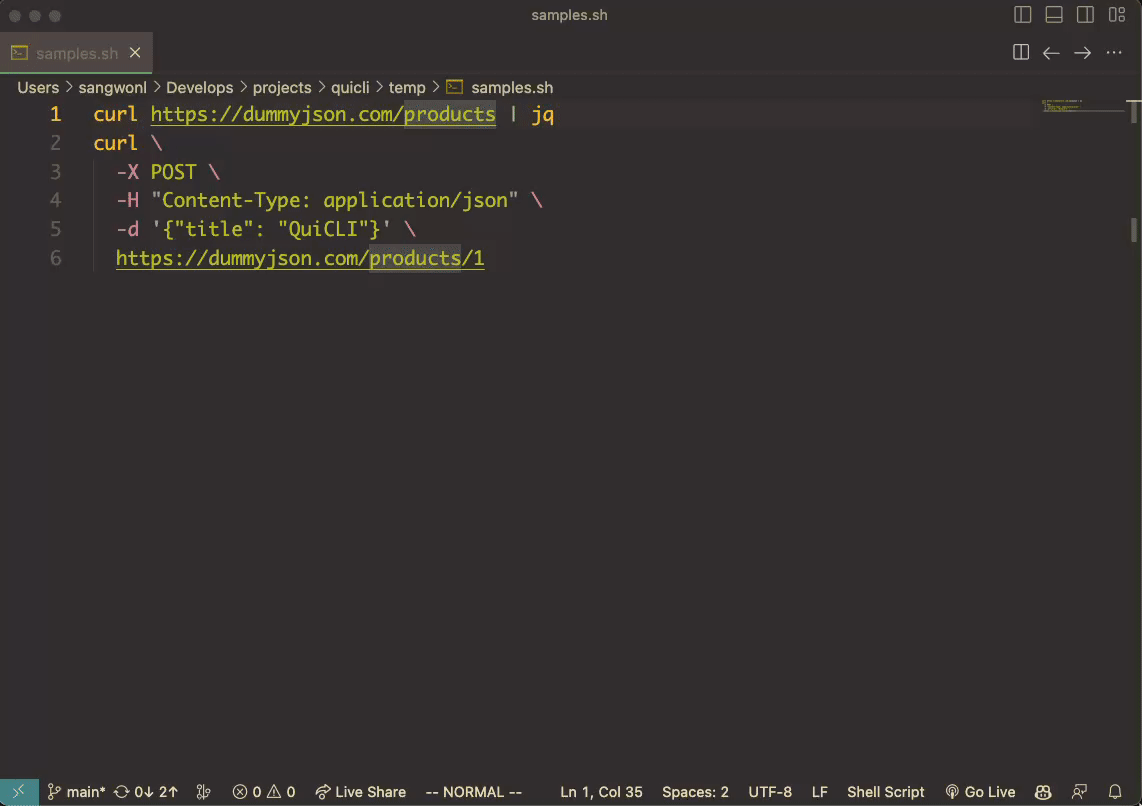 samples.sh
samples.sh
Users > sangwonl > Develops > projects > quicli > temp > samples.sh
1 curl https://dummyjson.com/products | jq
2 curl \
3 -X POST \
4 -H "Content-Type: application/json" \
5 -d '{"title": "QuiCLI"}' \
6 https://dummyjson.com/products/1
main* 0↓ 2↑ 0 0 Live Share -- NORMAL -- Ln 1, Col 35 Spaces: 2 UTF-8 LF Shell Script Go Live